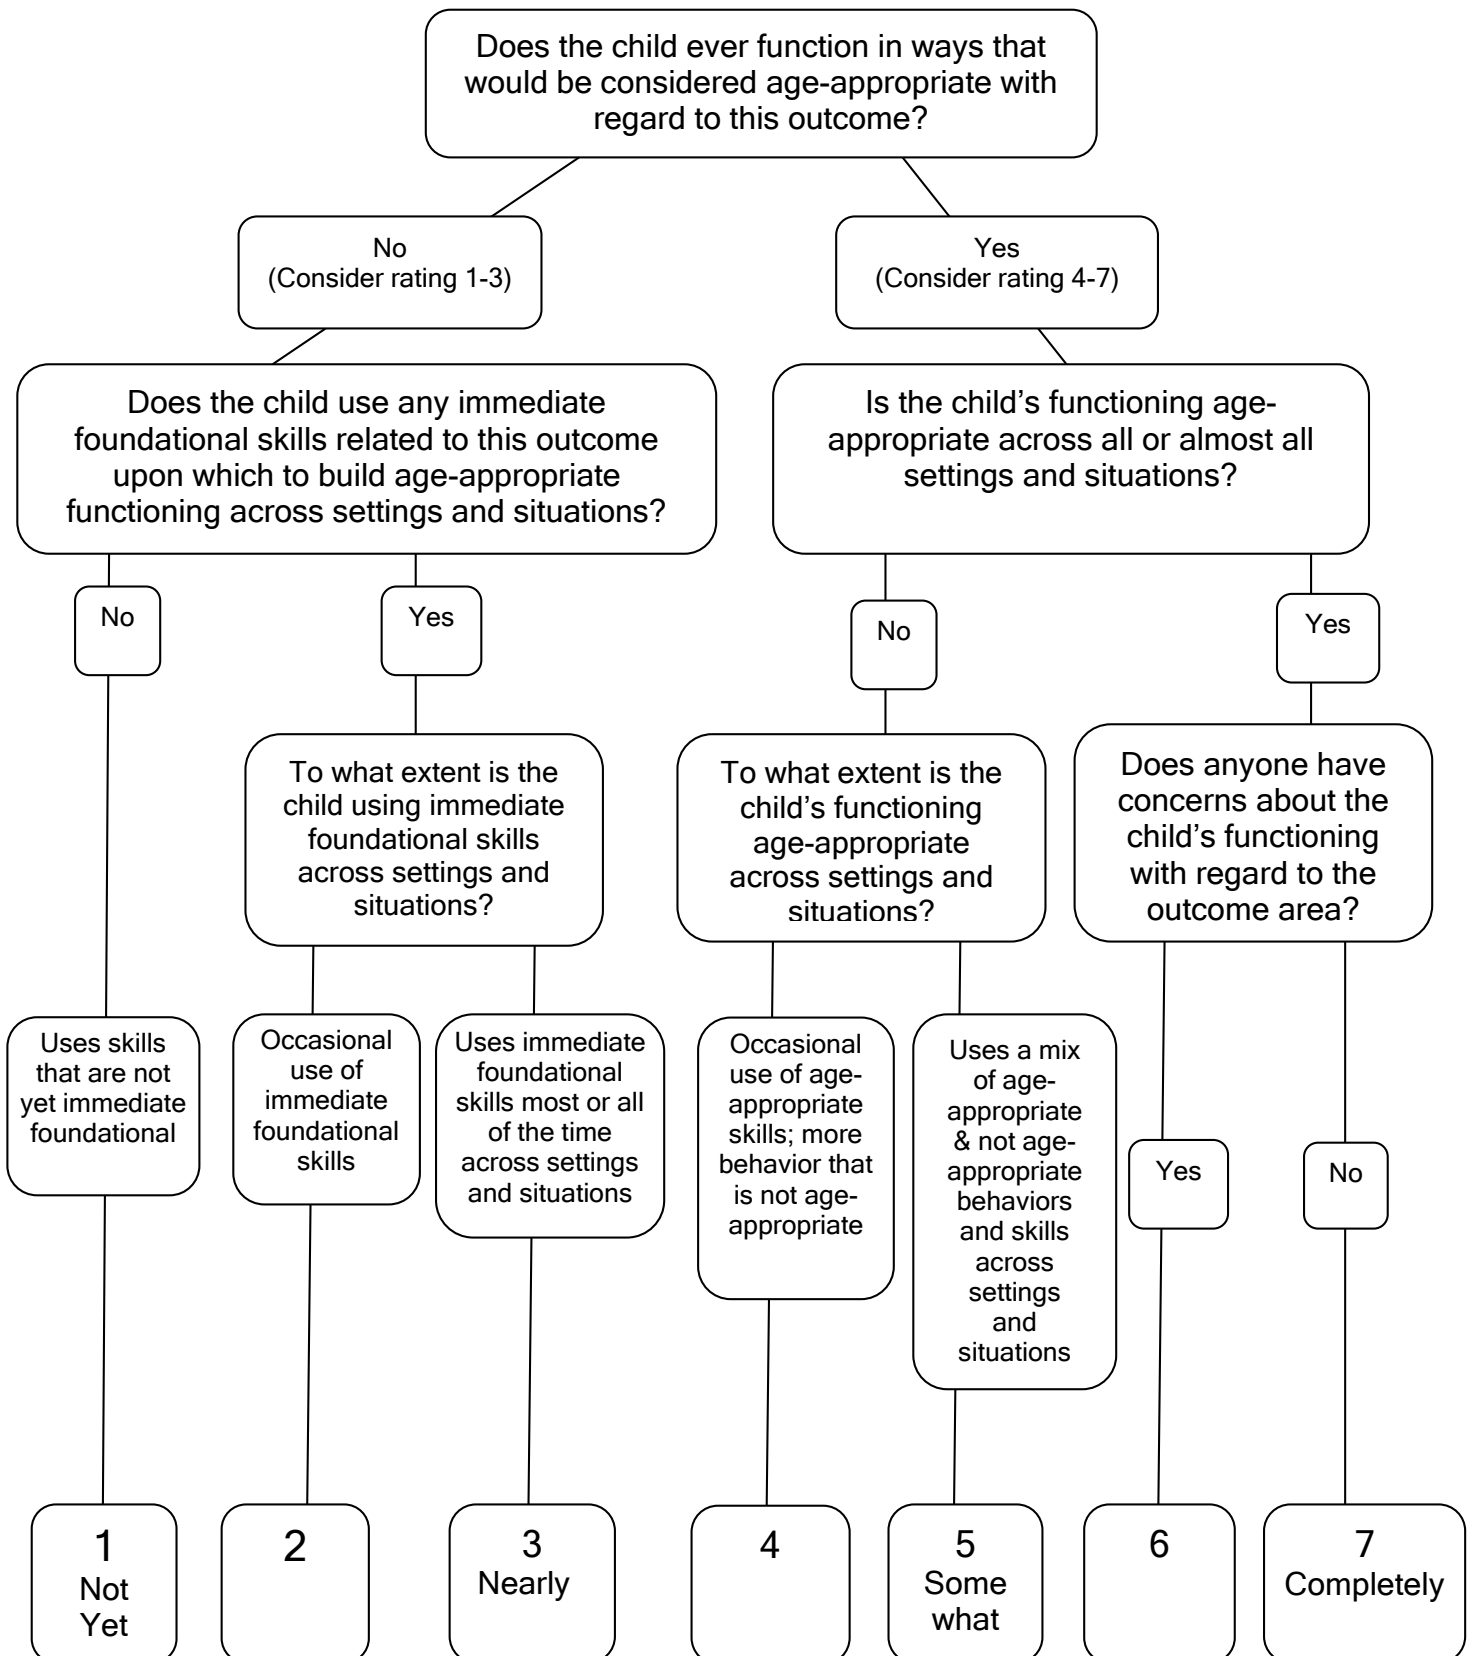 Does the child ever function in ways that
would be considered age-appropriate with
regard to this outcome?
No
(Consider rating 1-3)
Yes
(Consider rating 4-7)
Does the child use any immediate
foundational skills related to this outcome
upon which to build age-appropriate
functioning across settings and situations?
Is the child’s functioning age-
appropriate across all or almost all
settings and situations?
No
Yes
No
Yes
To what extent is the
child using immediate
foundational skills
across settings and
situations?
To what extent is the
child’s functioning
age-appropriate
across settings and
situations?
Does anyone have
concerns about the
child’s functioning
with regard to the
outcome area?
Uses skills
that are not
yet immediate
foundational
Occasional
use of
immediate
foundational
skills
Uses immediate
foundational
skills most or all
of the time
across settings
and situations
Occasional
use of age-
appropriate
skills; more
behavior that
is not age-
appropriate
Uses a mix
of age-
appropriate
& not age-
appropriate
behaviors
and skills
across
settings
and
situations
Yes
No
1
Not
Yet
2
3
Nearly
4
5
Some
what
6
7
Completely